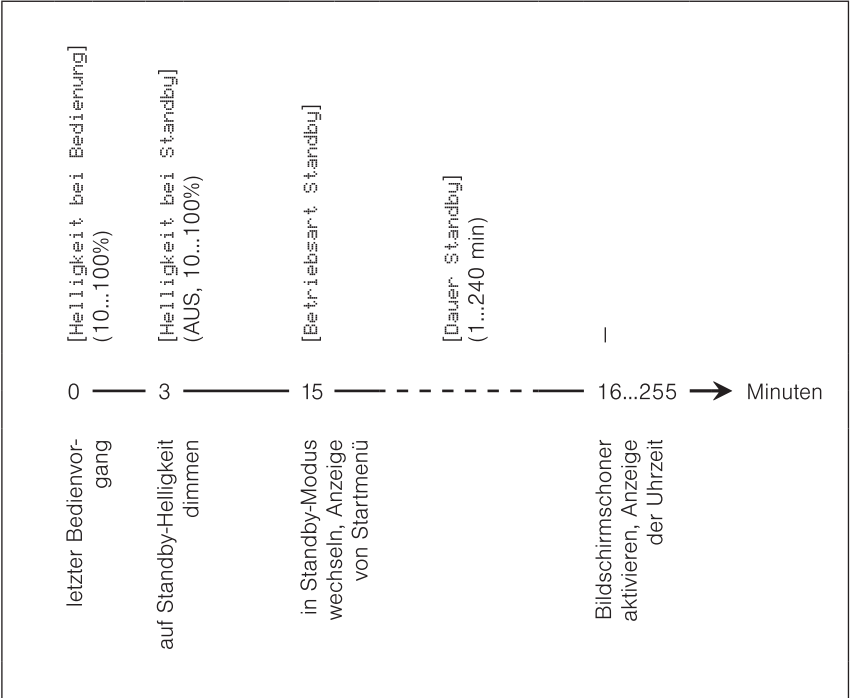 [Helligkeit bei Bedienung]
(10...100%)
[Helligkeit bei Standby]
(AUS, 10...100%)
[Betriebsart Standby]
[Dauer Standby]
(1...240 min)
–
0 3 15 16...255 Minuten
letzter Bedienvor-
gang
auf Standby-Helligkeit
dimmen
in Standby-Modus
wechseln, Anzeige
von Startmenü
Bildschirmschoner
aktivieren, Anzeige
der Uhrzeit